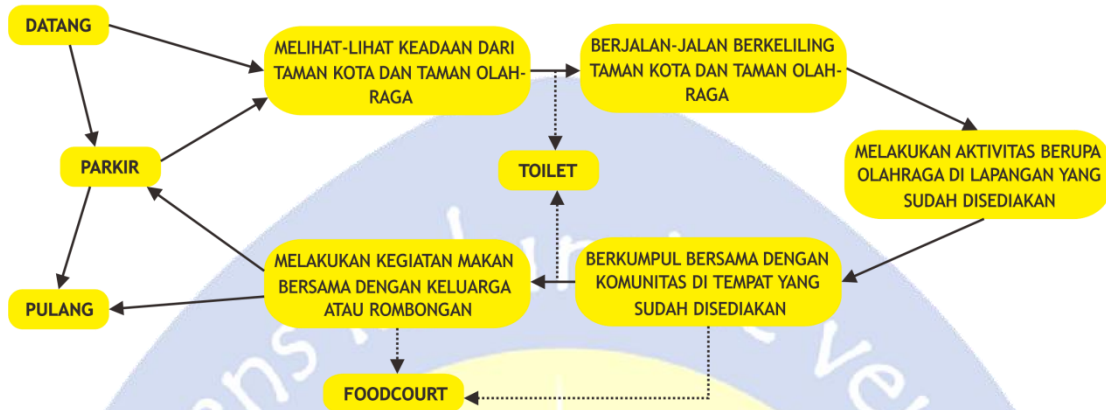 DATANG
MELIHAT-LIHAT KEADAAN DARI
TAMAN KOTA DAN TAMAN OLAH-
RAGA
BERJALAN-JALAN BERKELILING
TAMAN KOTA DAN TAMAN OLAH-
RAGA
PARKIR
TOILET
MELAKUKAN AKTIVITAS BERUPA
OLAHRAGA DI LAPANGAN YANG
SUDAH DISEDIAKAN
PULANG
MELAKUKAN KEGIATAN MAKAN
BERSAMA DENGAN KELUARGA
ATAU ROMBONGAN
BERKUMPUL BERSAMA DENGAN
KOMUNITAS DI TEMPAT YANG
SUDAH DISEDIAKAN
FOODCOURT